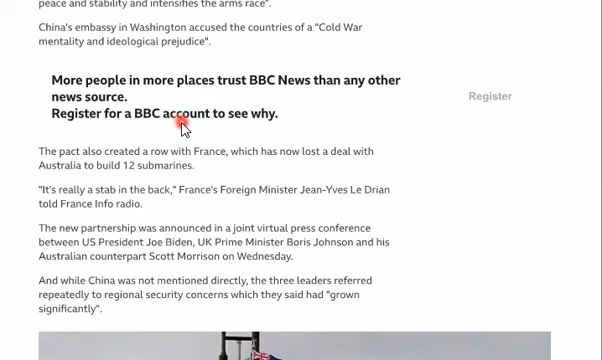 peace and stability and intensifies the arms race".
China's embassy in Washington accused the countries of a "Cold War
mentality and ideological prejudice".
More people in more places trust BBC News than any other
news source.
Register for a BBC account to see why.
Register
The pact also created a row with France, which has now lost a deal with
Australia to build 12 submarines.
"It's really a stab in the back," France's Foreign Minister Jean-Yves Le Drian
told France Info radio.
The new partnership was announced in a joint virtual press conference
between US President Joe Biden, UK Prime Minister Boris Johnson and his
Australian counterpart Scott Morrison on Wednesday.
And while China was not mentioned directly, the three leaders referred
repeatedly to regional security concerns which they said had "grown
significantly".